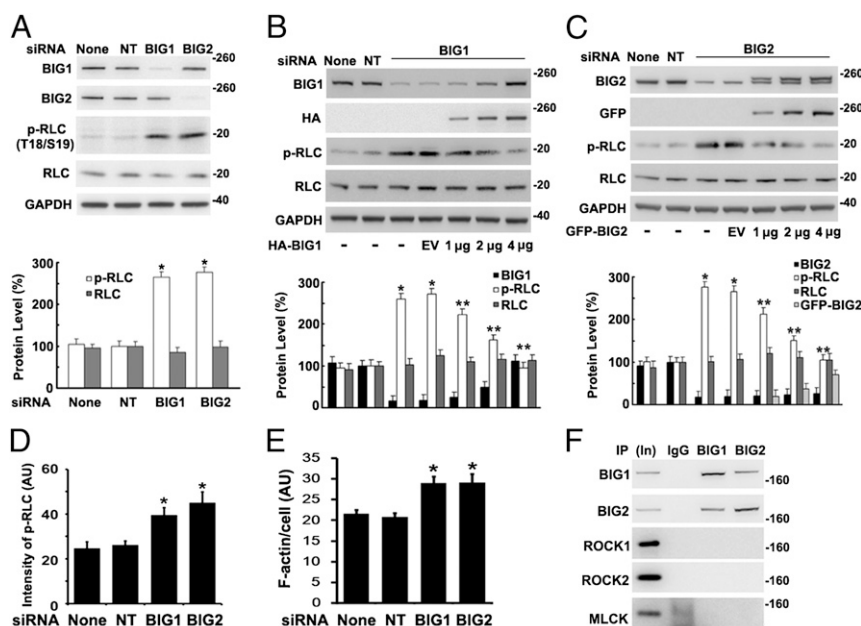 A
siRNA None NT BIG1 BIG2
BIG1 -260
BIG2 -260
p-RLC
(T18/S19) -20
RLC -20
GAPDH -40
Protein Level (%)
300
200
100
0
p-RLC
RLC
* *
siRNA None NT BIG1 BIG2
B
BIG1
siRNA None NT
BIG1 -260
HA -260
p-RLC -20
RLC -20
GAPDH -40
HA-BIG1 - - - EV 1 µg 2 µg 4 µg
Protein Level (%)
300
200
100
0
BIG1
p-RLC
RLC
* * ** ** **
C
BIG2
siRNA None NT
BIG2 -260
GFP -260
p-RLC -20
RLC -20
GAPDH -40
GFP-BIG2 - - - EV 1 µg 2 µg 4 µg
Protein Level (%)
300
200
100
0
BIG2
p-RLC
RLC
GFP-BIG2
* * ** ** **
D
Intensity of p-RLC (AU)
60
40
20
0
* *
siRNA None NT BIG1 BIG2
E
F-actin/cell (AU)
35
30
25
20
15
10
5
0
* *
siRNA None NT BIG1 BIG2
F
IP (In) IgG BIG1 BIG2
BIG1 -160
BIG2 -160
ROCK1 -160
ROCK2 -160
MLCK -160